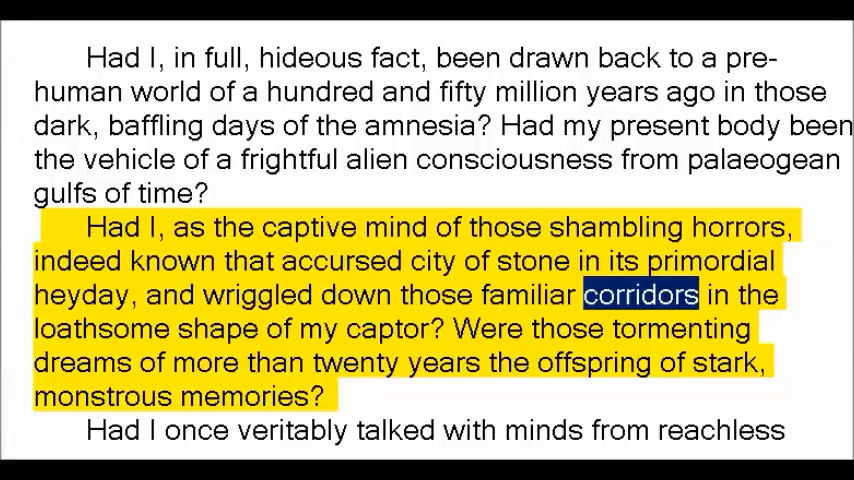 Had I, in full, hideous fact, been drawn back to a pre-
human world of a hundred and fifty million years ago in those
dark, baffling days of the amnesia? Had my present body been
the vehicle of a frightful alien consciousness from palaeogean
gulfs of time?
Had I, as the captive mind of those shambling horrors,
indeed known that accursed city of stone in its primordial
heyday, and wriggled down those familiar corridors in the
loathsome shape of my captor? Were those tormenting
dreams of more than twenty years the offspring of stark,
monstrous memories?
Had I once veritably talked with minds from reachless